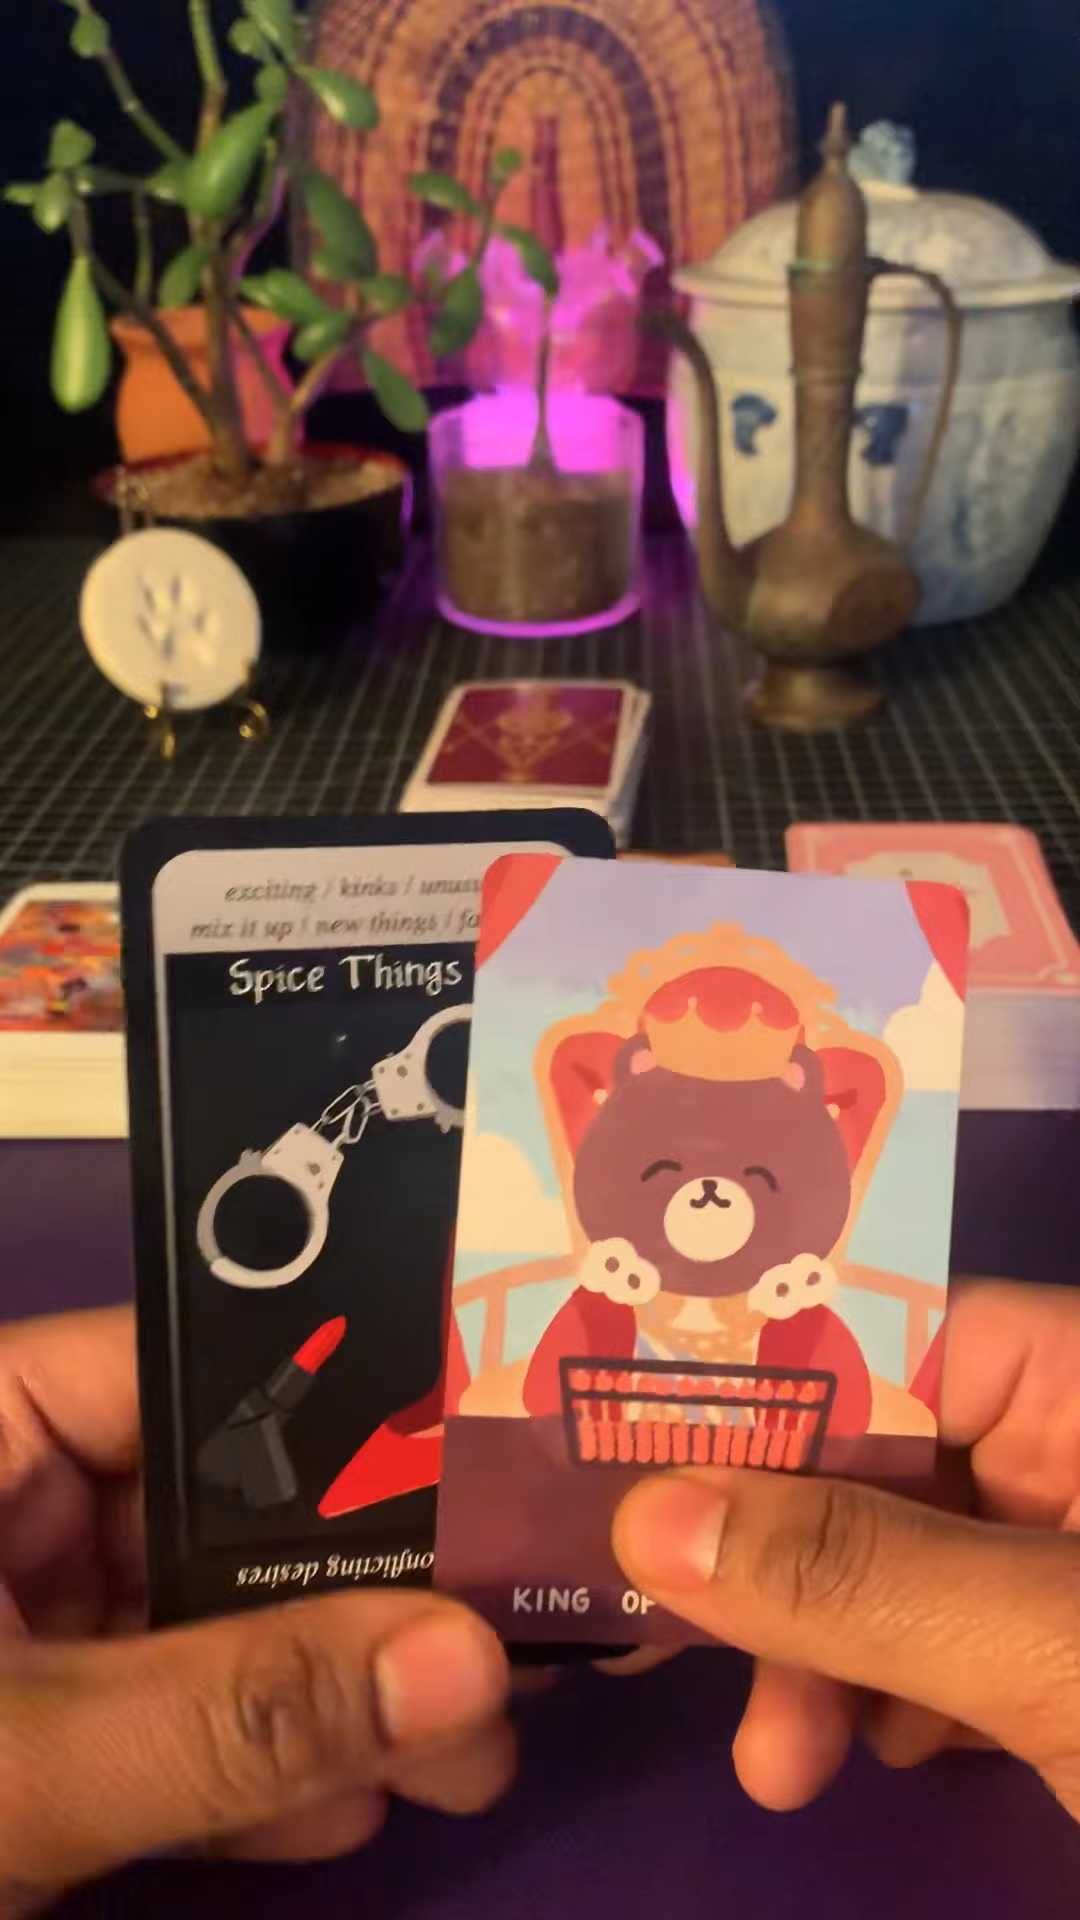 exciting / kinks / unusu
mix it up / new things / fa
Spice Things
onflicting desires
KING OF